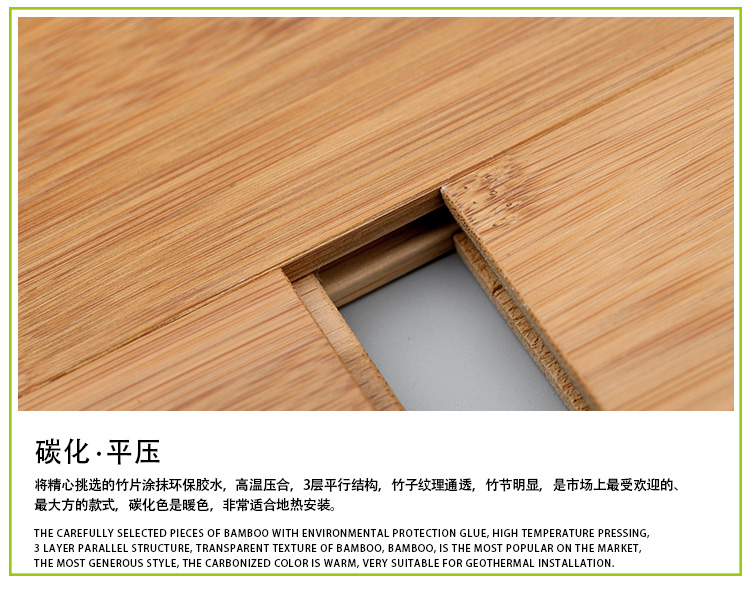 碳化·平压
将精心挑选的竹片涂抹环保胶水，高温压合，3层平行结构，竹子纹理通透，竹节明显，是市场上最受欢迎的、
最大方的款式，碳化色是暖色，非常适合地热安装。
THE CAREFULLY SELECTED PIECES OF BAMBOO WITH ENVIRONMENTAL PROTECTION GLUE, HIGH TEMPERATURE PRESSING,
3 LAYER PARALLEL STRUCTURE, TRANSPARENT TEXTURE OF BAMBOO, BAMBOO, IS THE MOST POPULAR ON THE MARKET,
THE MOST GENEROUS STYLE, THE CARBONIZED COLOR IS WARM, VERY SUITABLE FOR GEOTHERMAL INSTALLATION.